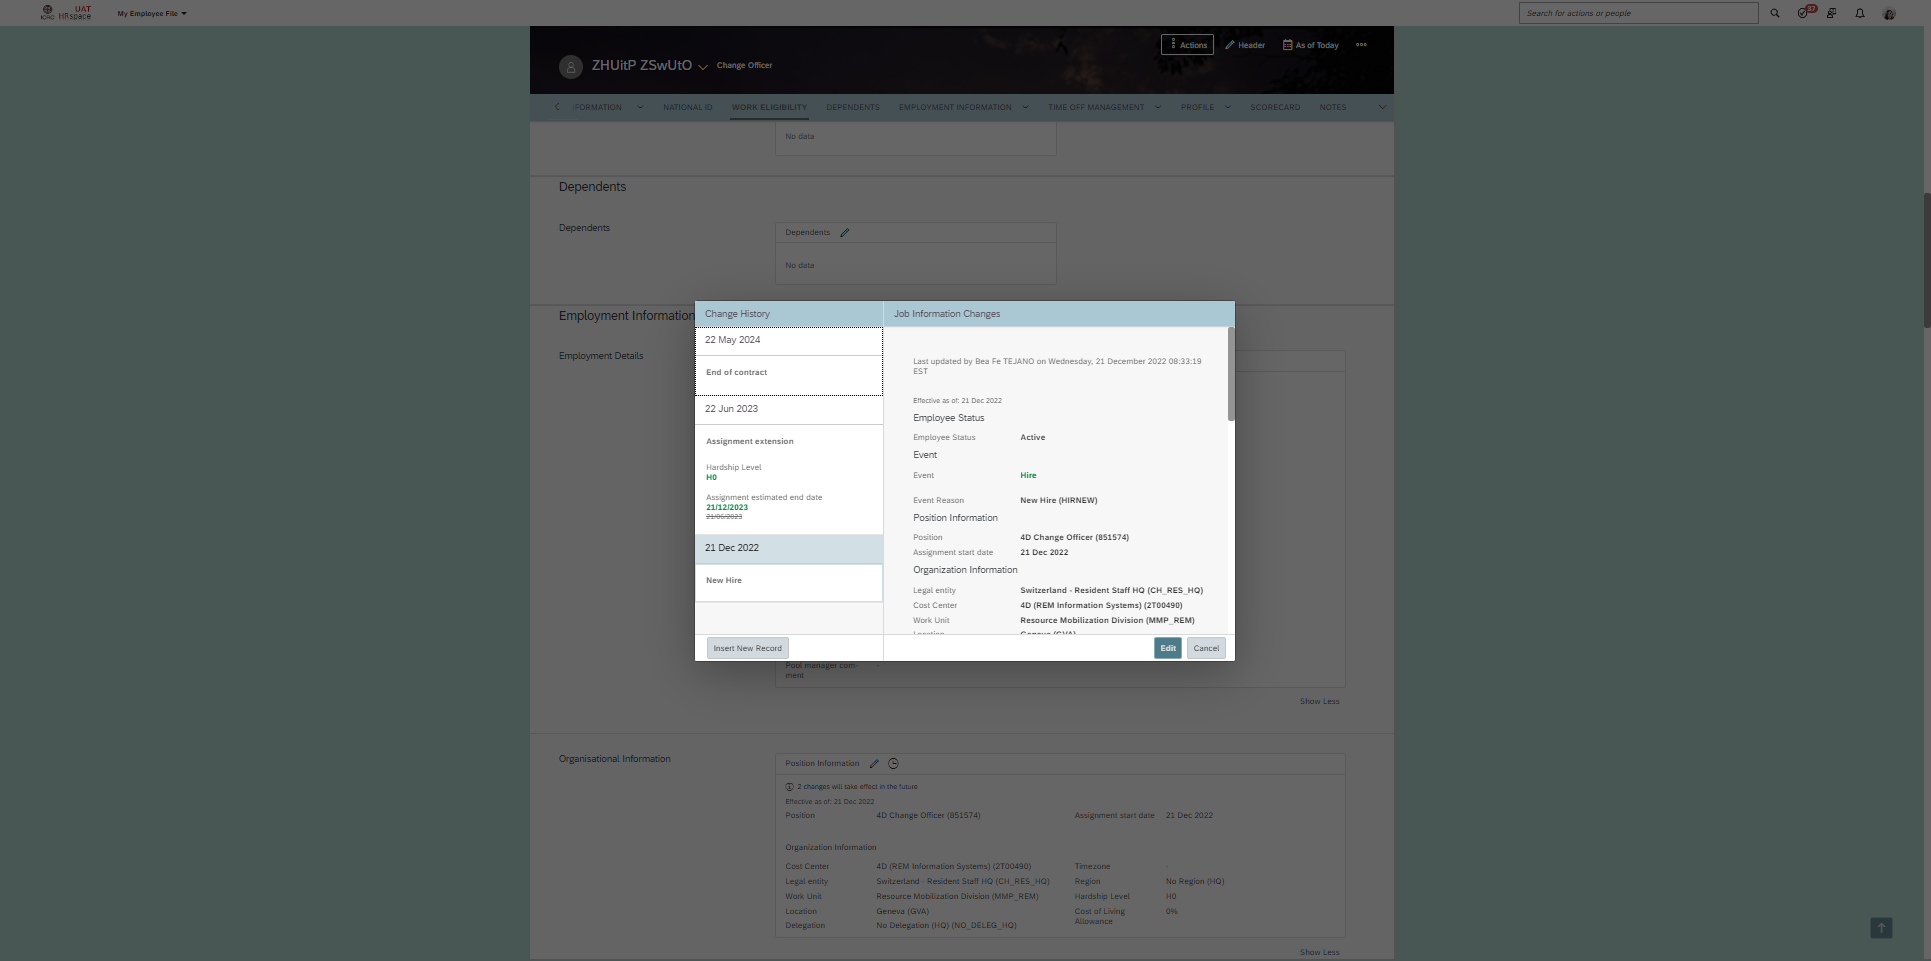 UAT
HRspace
My Employee File
Search for actions or people
37
ZHUitP ZSwUtO
Change Officer
Actions
Header
As of Today
FORMATION
NATIONAL ID
WORK ELIGIBILITY
DEPENDENTS
EMPLOYMENT INFORMATION
TIME OFF MANAGEMENT
PROFILE
SCORECARD
NOTES
No data
Dependents
Dependents
Dependents
No data
Employment Information
Employment Details
Change History
22 May 2024
End of contract
22 Jun 2023
Assignment extension
Hardship Level
H0
Assignment estimated end date
21/12/2023
21/06/2023
21 Dec 2022
New Hire
Insert New Record
Job Information Changes
Last updated by Bea Fe TEJANO on Wednesday, 21 December 2022 08:33:19
EST
Effective as of: 21 Dec 2022
Employee Status
Employee Status Active
Event
Event Hire
Event Reason New Hire (HIRNEW)
Position Information
Position 4D Change Officer (851574)
Assignment start date 21 Dec 2022
Organization Information
Legal entity Switzerland - Resident Staff HQ (CH_RES_HQ)
Cost Center 4D (REM Information Systems) (2T00490)
Work Unit Resource Mobilization Division (MMP_REM)
Location Geneva (GVA)
Edit
Cancel
Pool manager com-
ment
-
Show Less
Organisational Information
Position Information
2 changes will take effect in the future
Effective as of: 21 Dec 2022
Position 4D Change Officer (851574) Assignment start date 21 Dec 2022
Organization Information
Cost Center 4D (REM Information Systems) (2T00490) Timezone -
Legal entity Switzerland - Resident Staff HQ (CH_RES_HQ) Region No Region (HQ)
Work Unit Resource Mobilization Division (MMP_REM) Hardship Level H0
Location Geneva (GVA) Cost of Living 0%
Allowance
Delegation No Delegation (HQ) (NO_DELEG_HQ)
Show Less